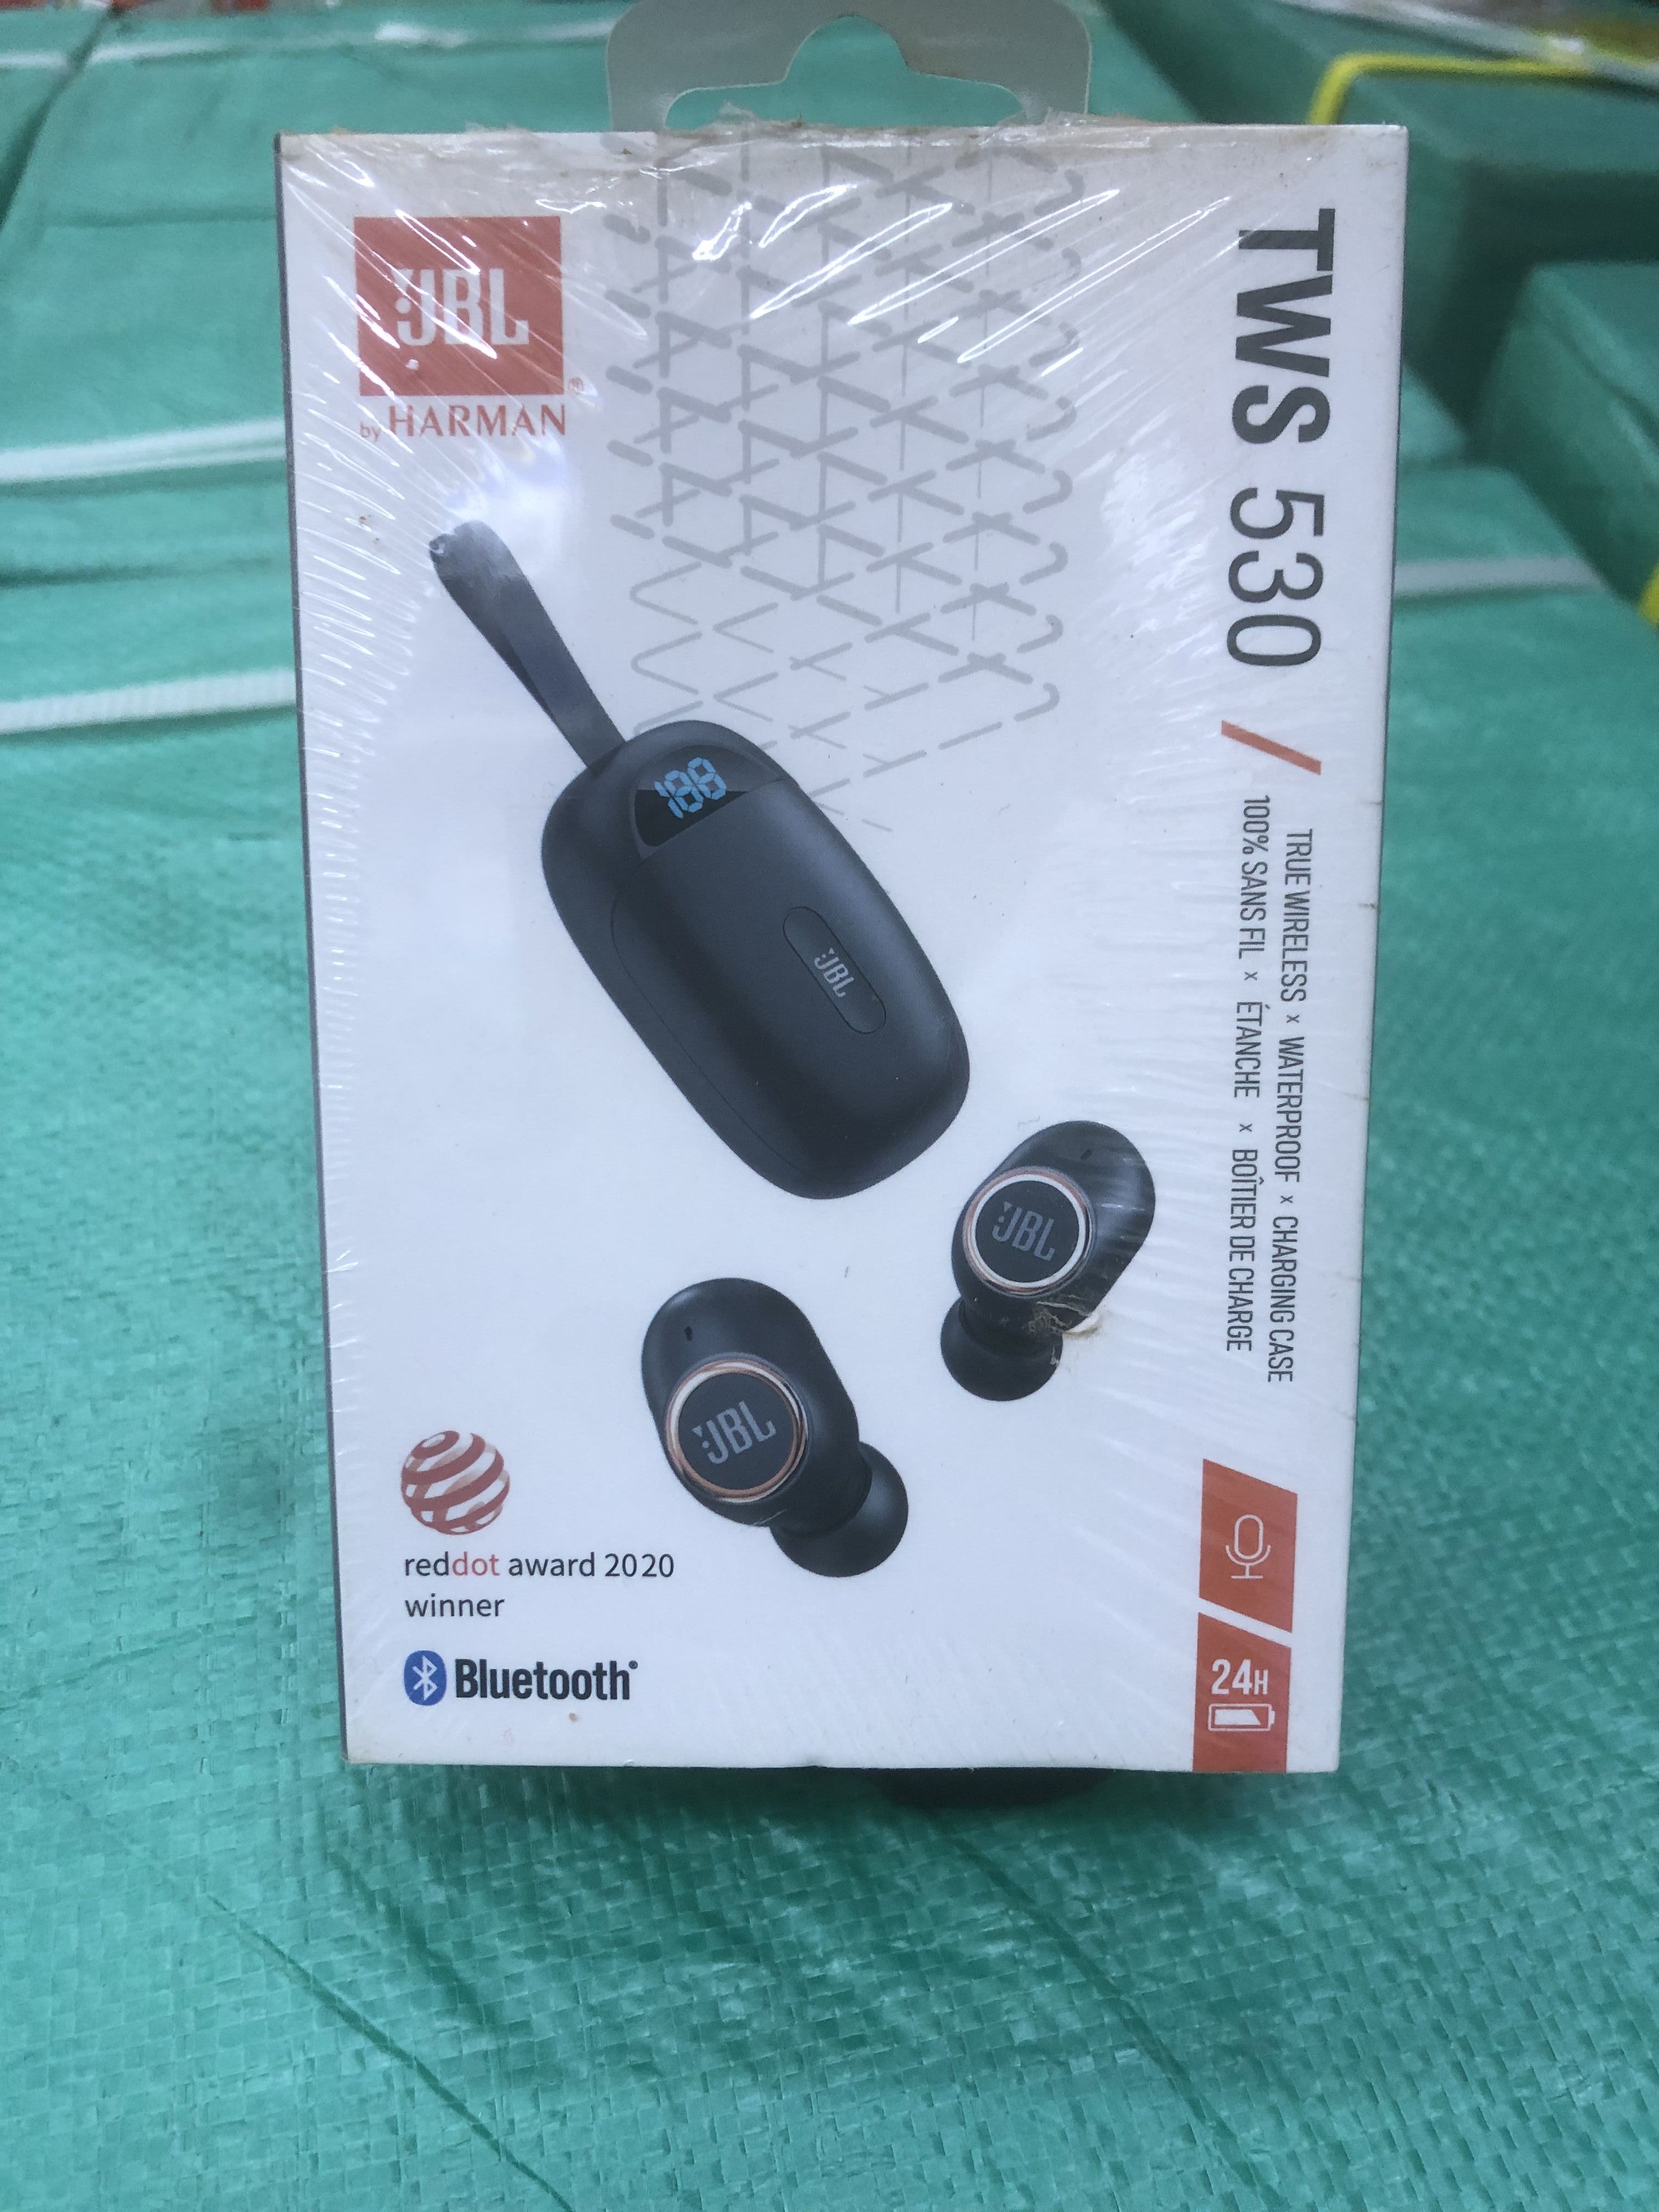 JBL
®
by HARMAN
TWS 530
TRUE WIRELESS x WATERPROOF x CHARGING CASE
100% SANS FIL x ÉTANCHE x BOÎTIER DE CHARGE
188
JBL
JBL
JBL
reddot award 2020
winner
Bluetooth®
24H